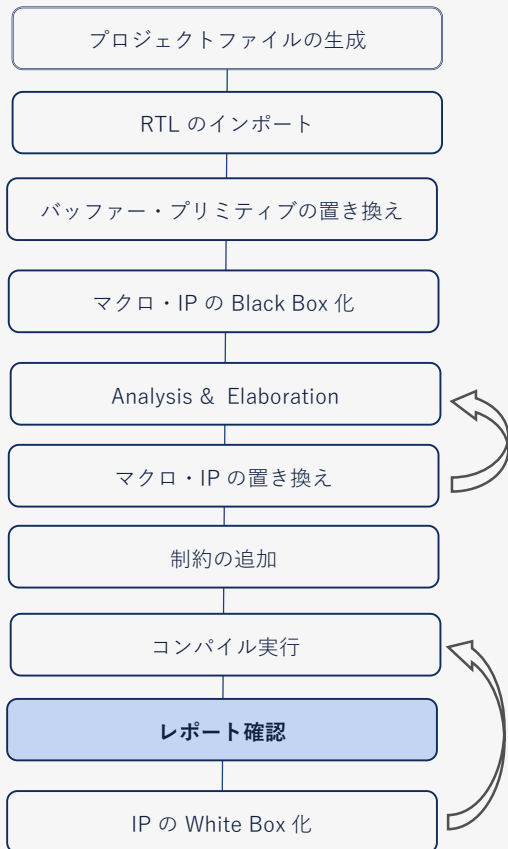 プロジェクトファイルの生成
RTL のインポート
バッファー・プリミティブの置き換え
マクロ・IP の Black Box 化
Analysis & Elaboration
マクロ・IP の置き換え
制約の追加
コンパイル実行
レポート確認
IP の White Box 化